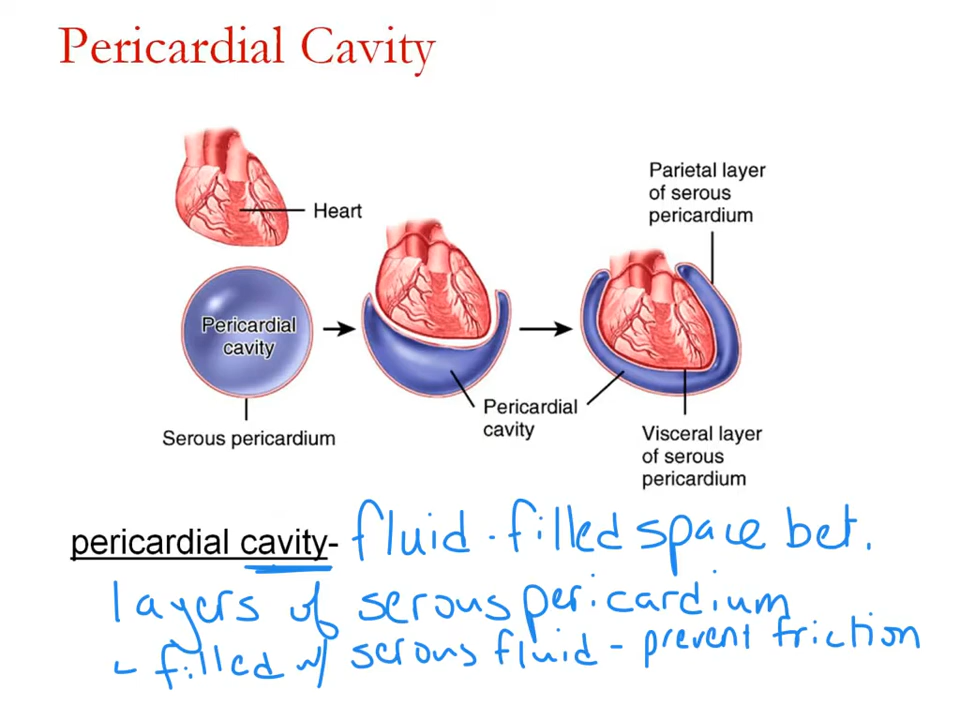 Pericardial Cavity
Heart
Pericardial
cavity
Serous pericardium
Pericardial
cavity
Parietal layer
of serous
pericardium
Visceral layer
of serous
pericardium
pericardial cavity- fluid-filled space bet.
layers of serous pericardium
- filled w/ serous fluid - prevent friction